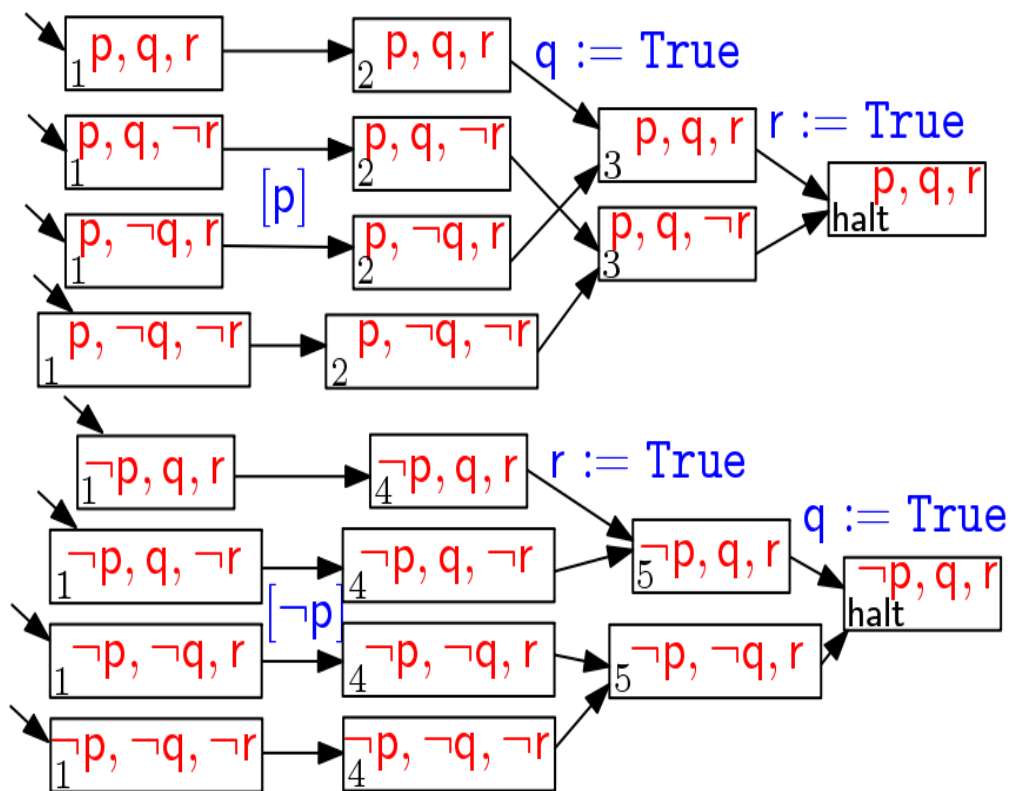 1 p, q, r
2 p, q, r
q := True
1 p, q, ¬r
2 p, q, ¬r
3 p, q, r
r := True
[p]
halt p, q, r
1 p, ¬q, r
2 p, ¬q, r
3 p, q, ¬r
1 p, ¬q, ¬r
2 p, ¬q, ¬r
1 ¬p, q, r
4 ¬p, q, r
r := True
q := True
1 ¬p, q, ¬r
4 ¬p, q, ¬r
5 ¬p, q, r
halt ¬p, q, r
[¬p]
1 ¬p, ¬q, r
4 ¬p, ¬q, r
5 ¬p, ¬q, r
1 ¬p, ¬q, ¬r
4 ¬p, ¬q, ¬r